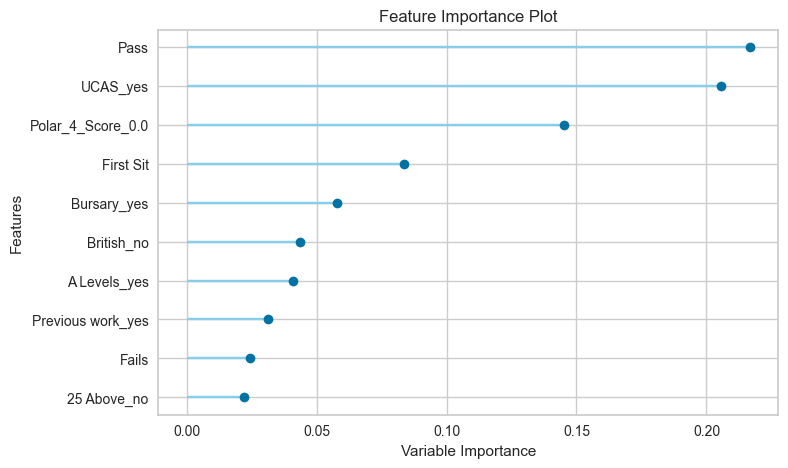 Feature Importance Plot
Pass
UCAS_yes
Polar_4_Score_0.0
First Sit
Bursary_yes
British_no
A Levels_yes
Previous work_yes
Fails
25 Above_no
Features
0.00 0.05 0.10 0.15 0.20
Variable Importance